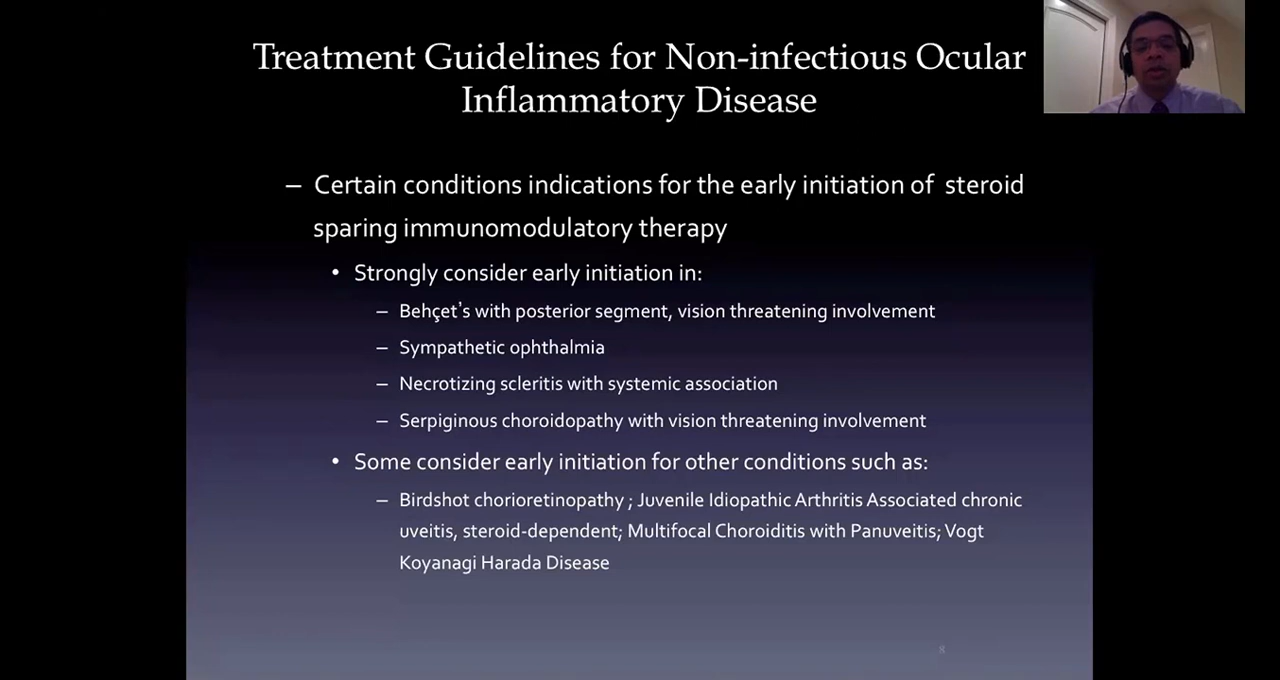 Treatment Guidelines for Non-infectious Ocular
Inflammatory Disease
– Certain conditions indications for the early initiation of steroid
sparing immunomodulatory therapy
• Strongly consider early initiation in:
– Behçet's with posterior segment, vision threatening involvement
– Sympathetic ophthalmia
– Necrotizing scleritis with systemic association
– Serpiginous choroidopathy with vision threatening involvement
• Some consider early initiation for other conditions such as:
– Birdshot chorioretinopathy ; Juvenile Idiopathic Arthritis Associated chronic
uveitis, steroid-dependent; Multifocal Choroiditis with Panuveitis; Vogt
Koyanagi Harada Disease
8